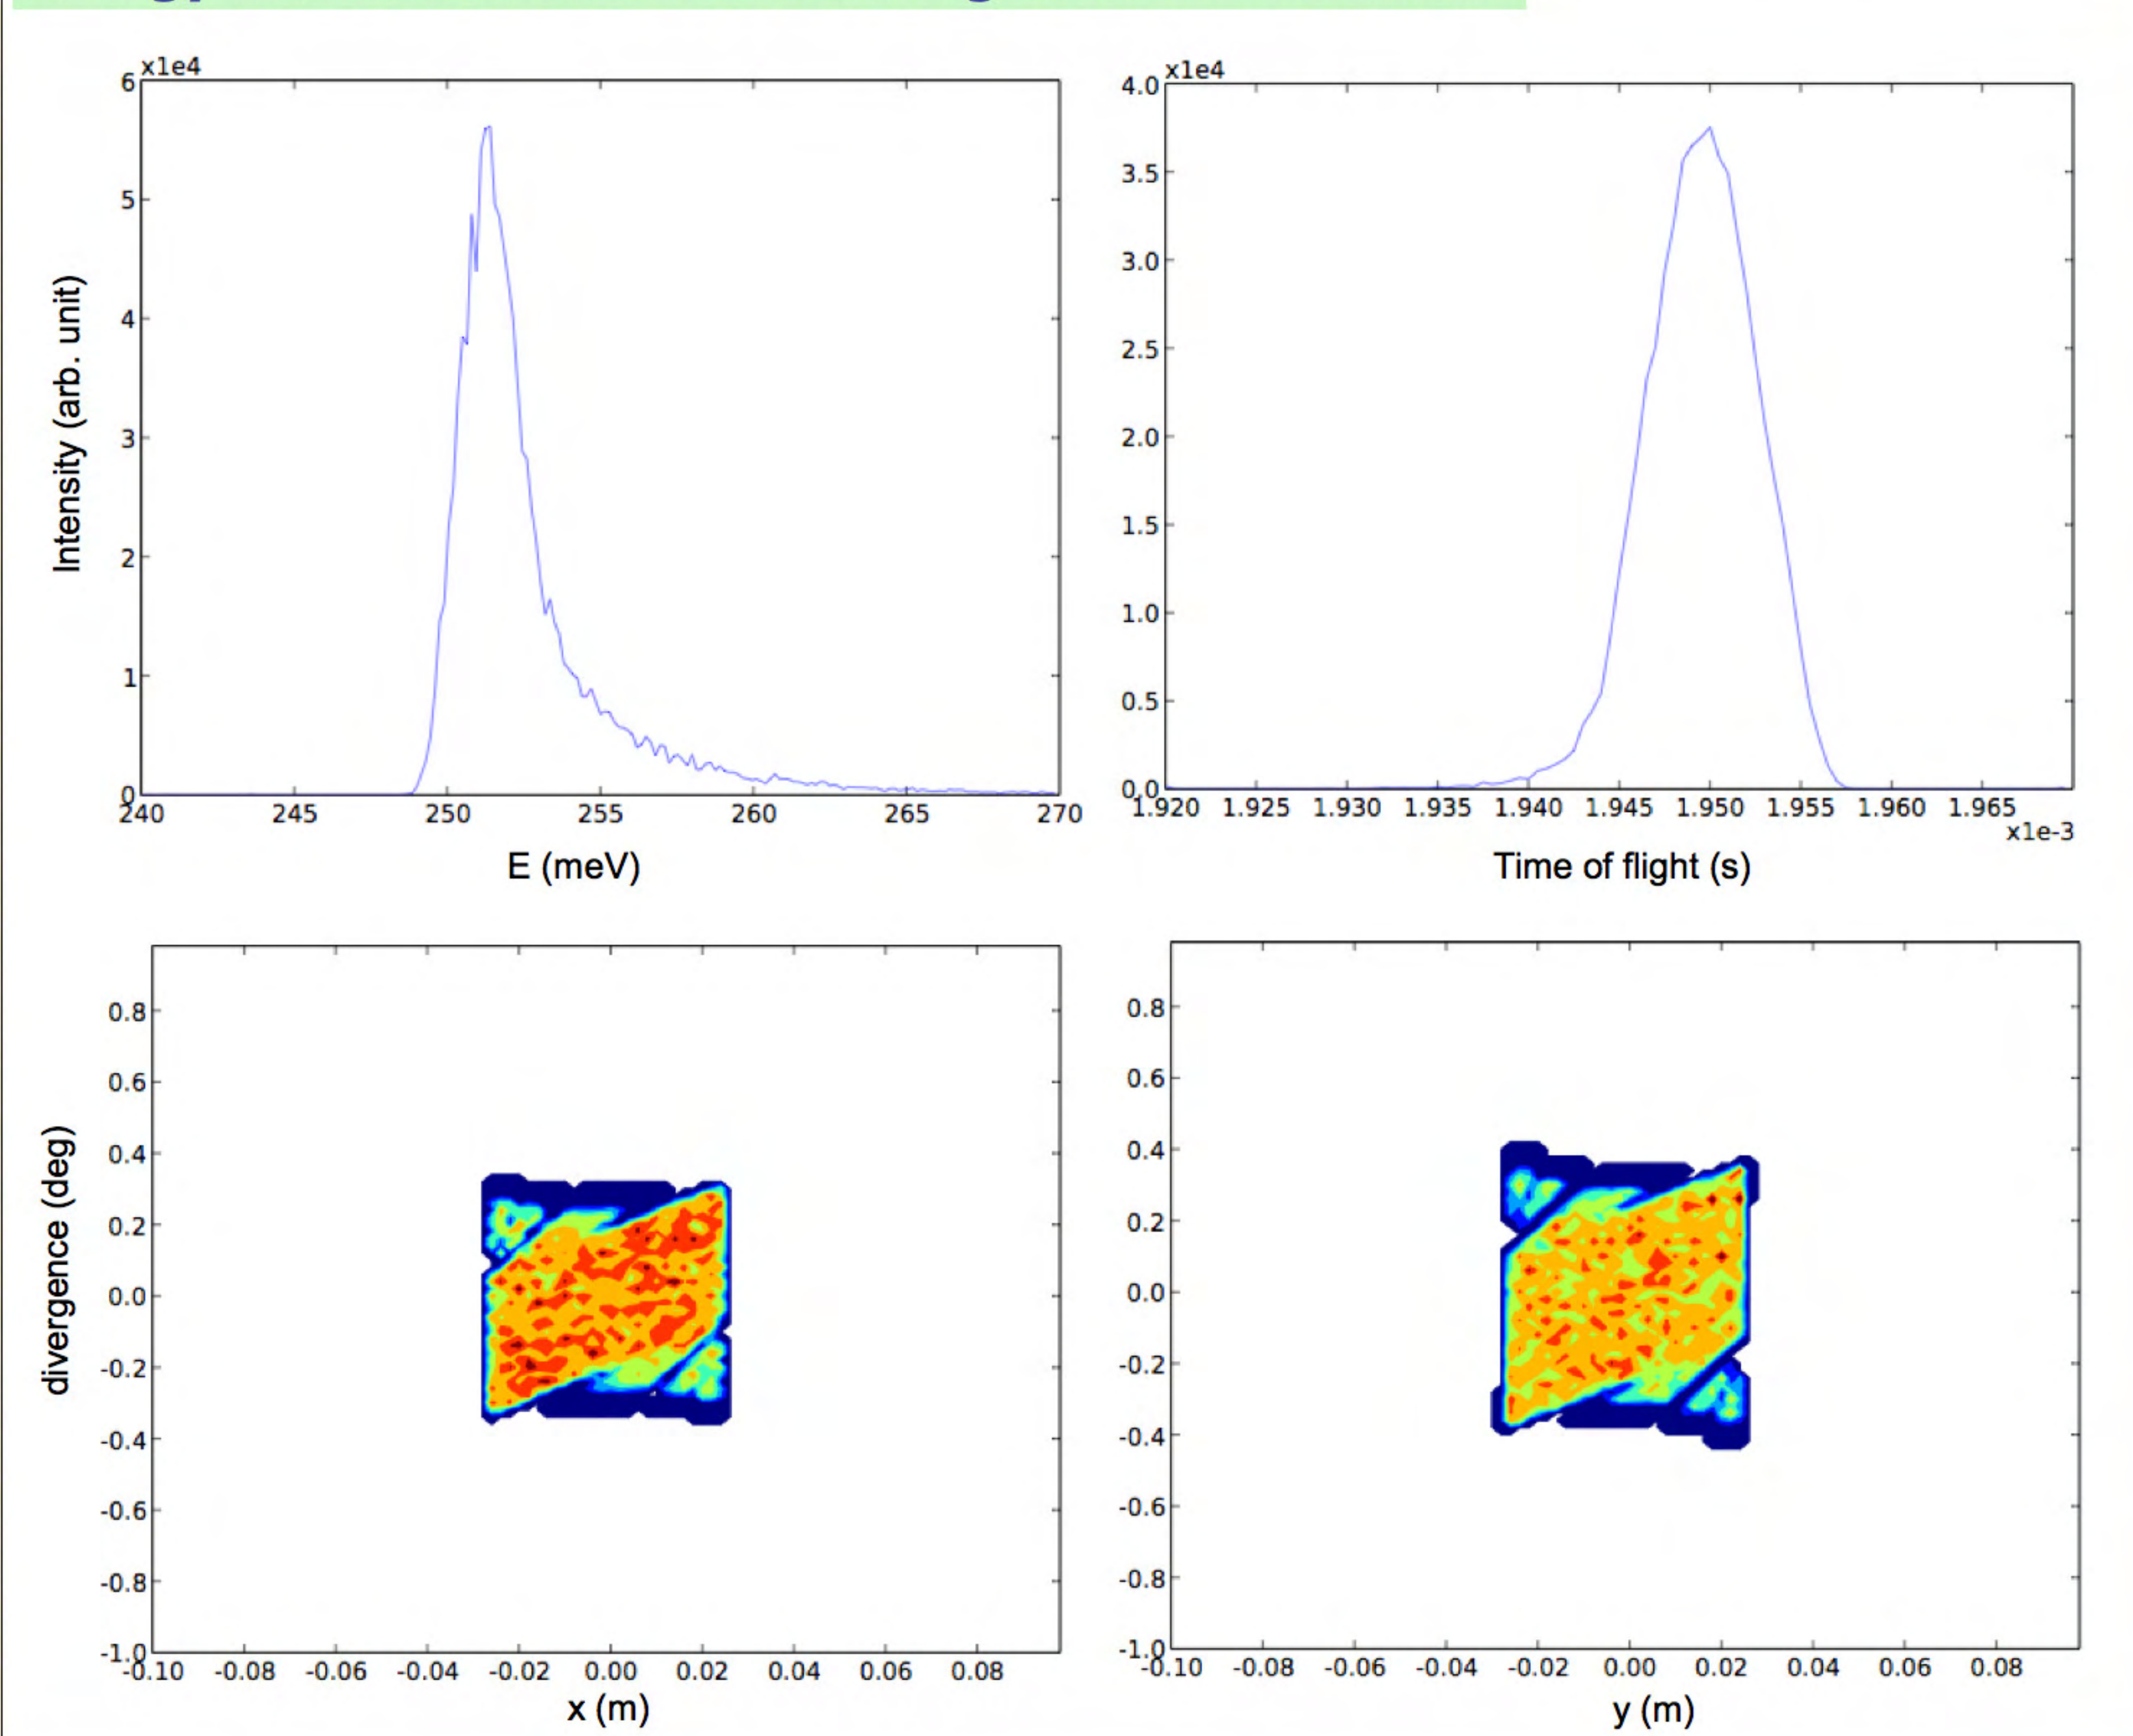 x1e4
6
5
4
3
2
1
0
240 245 250 255 260 265 270
Intensity (arb. unit)
E (meV)
x1e4
4.0
3.5
3.0
2.5
2.0
1.5
1.0
0.5
0.0
1.920 1.925 1.930 1.935 1.940 1.945 1.950 1.955 1.960 1.965
x1e-3
Time of flight (s)
0.8
0.6
0.4
0.2
0.0
-0.2
-0.4
-0.6
-0.8
-1.0
-0.10 -0.08 -0.06 -0.04 -0.02 0.00 0.02 0.04 0.06 0.08
divergence (deg)
x (m)
0.8
0.6
0.4
0.2
0.0
-0.2
-0.4
-0.6
-0.8
-1.0
-0.10 -0.08 -0.06 -0.04 -0.02 0.00 0.02 0.04 0.06 0.08
y (m)